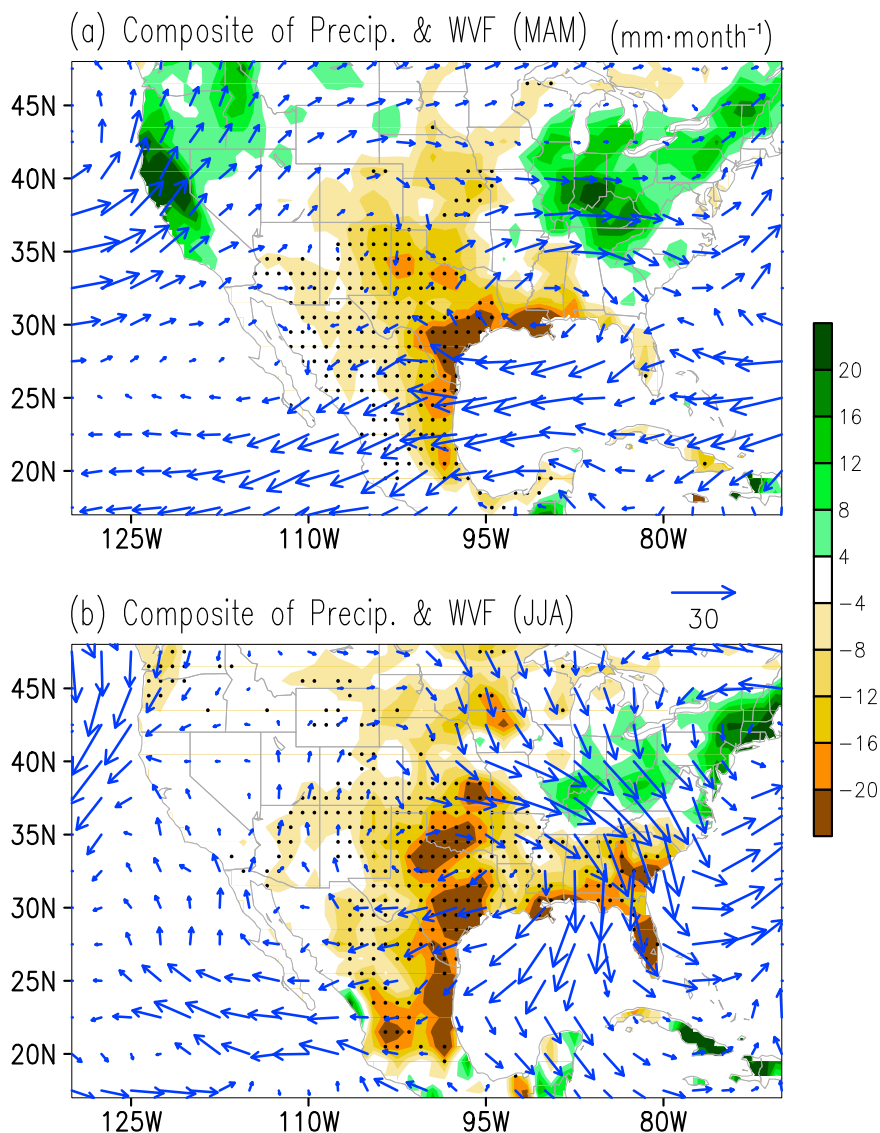 (a) Composite of Precip. & WVF (MAM) (mm·month⁻¹)
45N
40N
35N
30N
25N
20N
125W 110W 95W 80W
20
16
12
8
4
-4
-8
-12
-16
-20
(b) Composite of Precip. & WVF (JJA)
30
45N
40N
35N
30N
25N
20N
125W 110W 95W 80W